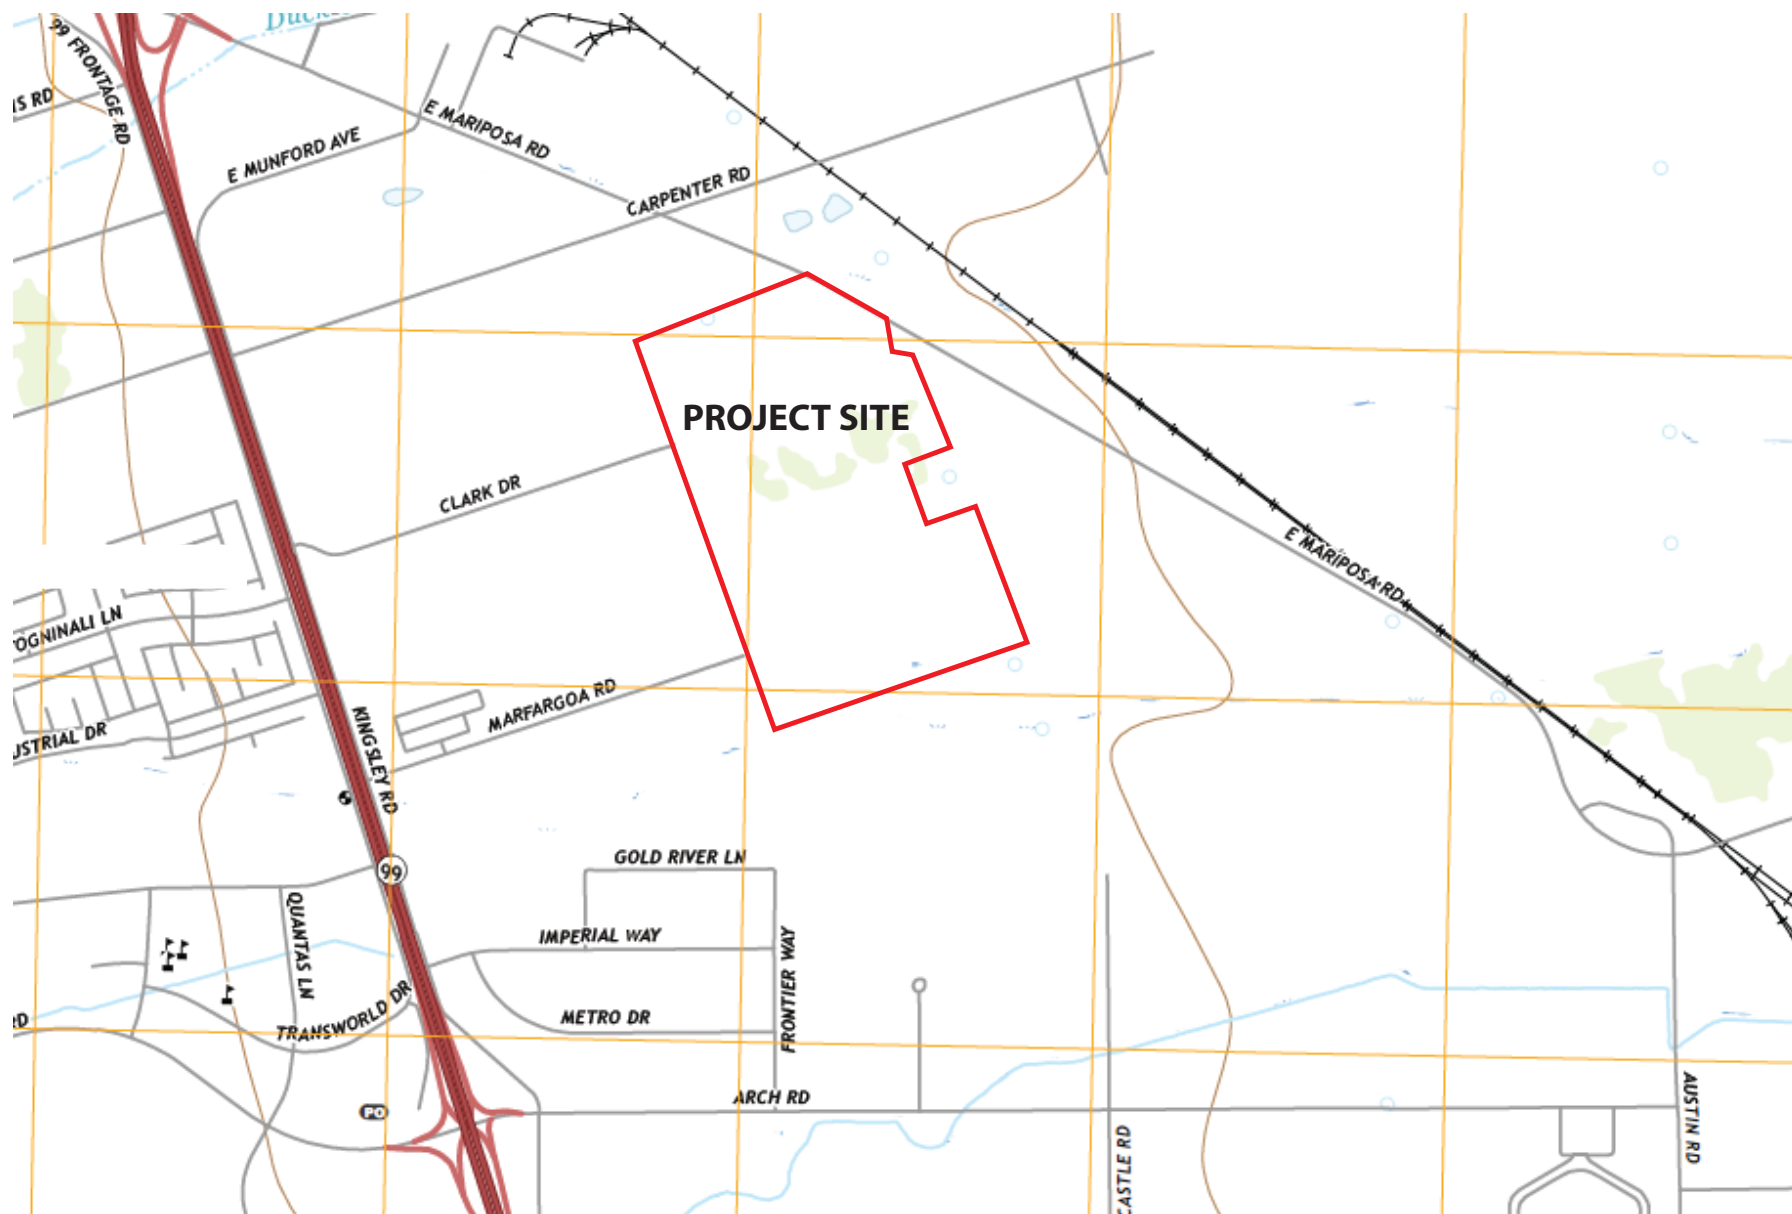 99 FRONTAGE RD
E MUNFORD AVE
E MARIPOSA RD
CARPENTER RD
PROJECT SITE
CLARK DR
E MARIPOSA RD
OGNINALI LN
MARFARGOA RD
KINGSLEY RD
USTRIAL DR
99
GOLD RIVER LN
QUANTAS LN
IMPERIAL WAY
FRONTIER WAY
TRANSWORLD DR
METRO DR
RD
ARCH RD
PO
AUSTIN RD
CASTLE RD